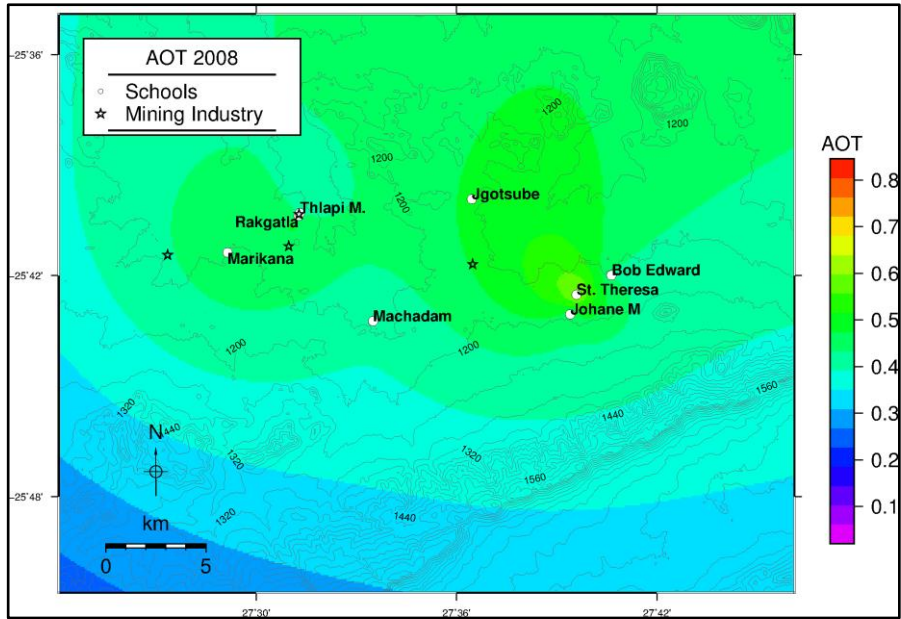 AOT 2008
Schools
Mining Industry
-25˚36'
-25˚42'
-25˚48'
27˚30'
27˚36'
27˚42'
1200
1200
1200
1200
Jgotsube
Thlapi M.
Rakgatla
Marikana
Bob Edward
St. Theresa
Johane M
Machadam
1200
1200
1560
1440
1320
1440
1320
1320
1560
1440
1320
N
km
0 5
AOT
0.8
0.7
0.6
0.5
0.4
0.3
0.2
0.1